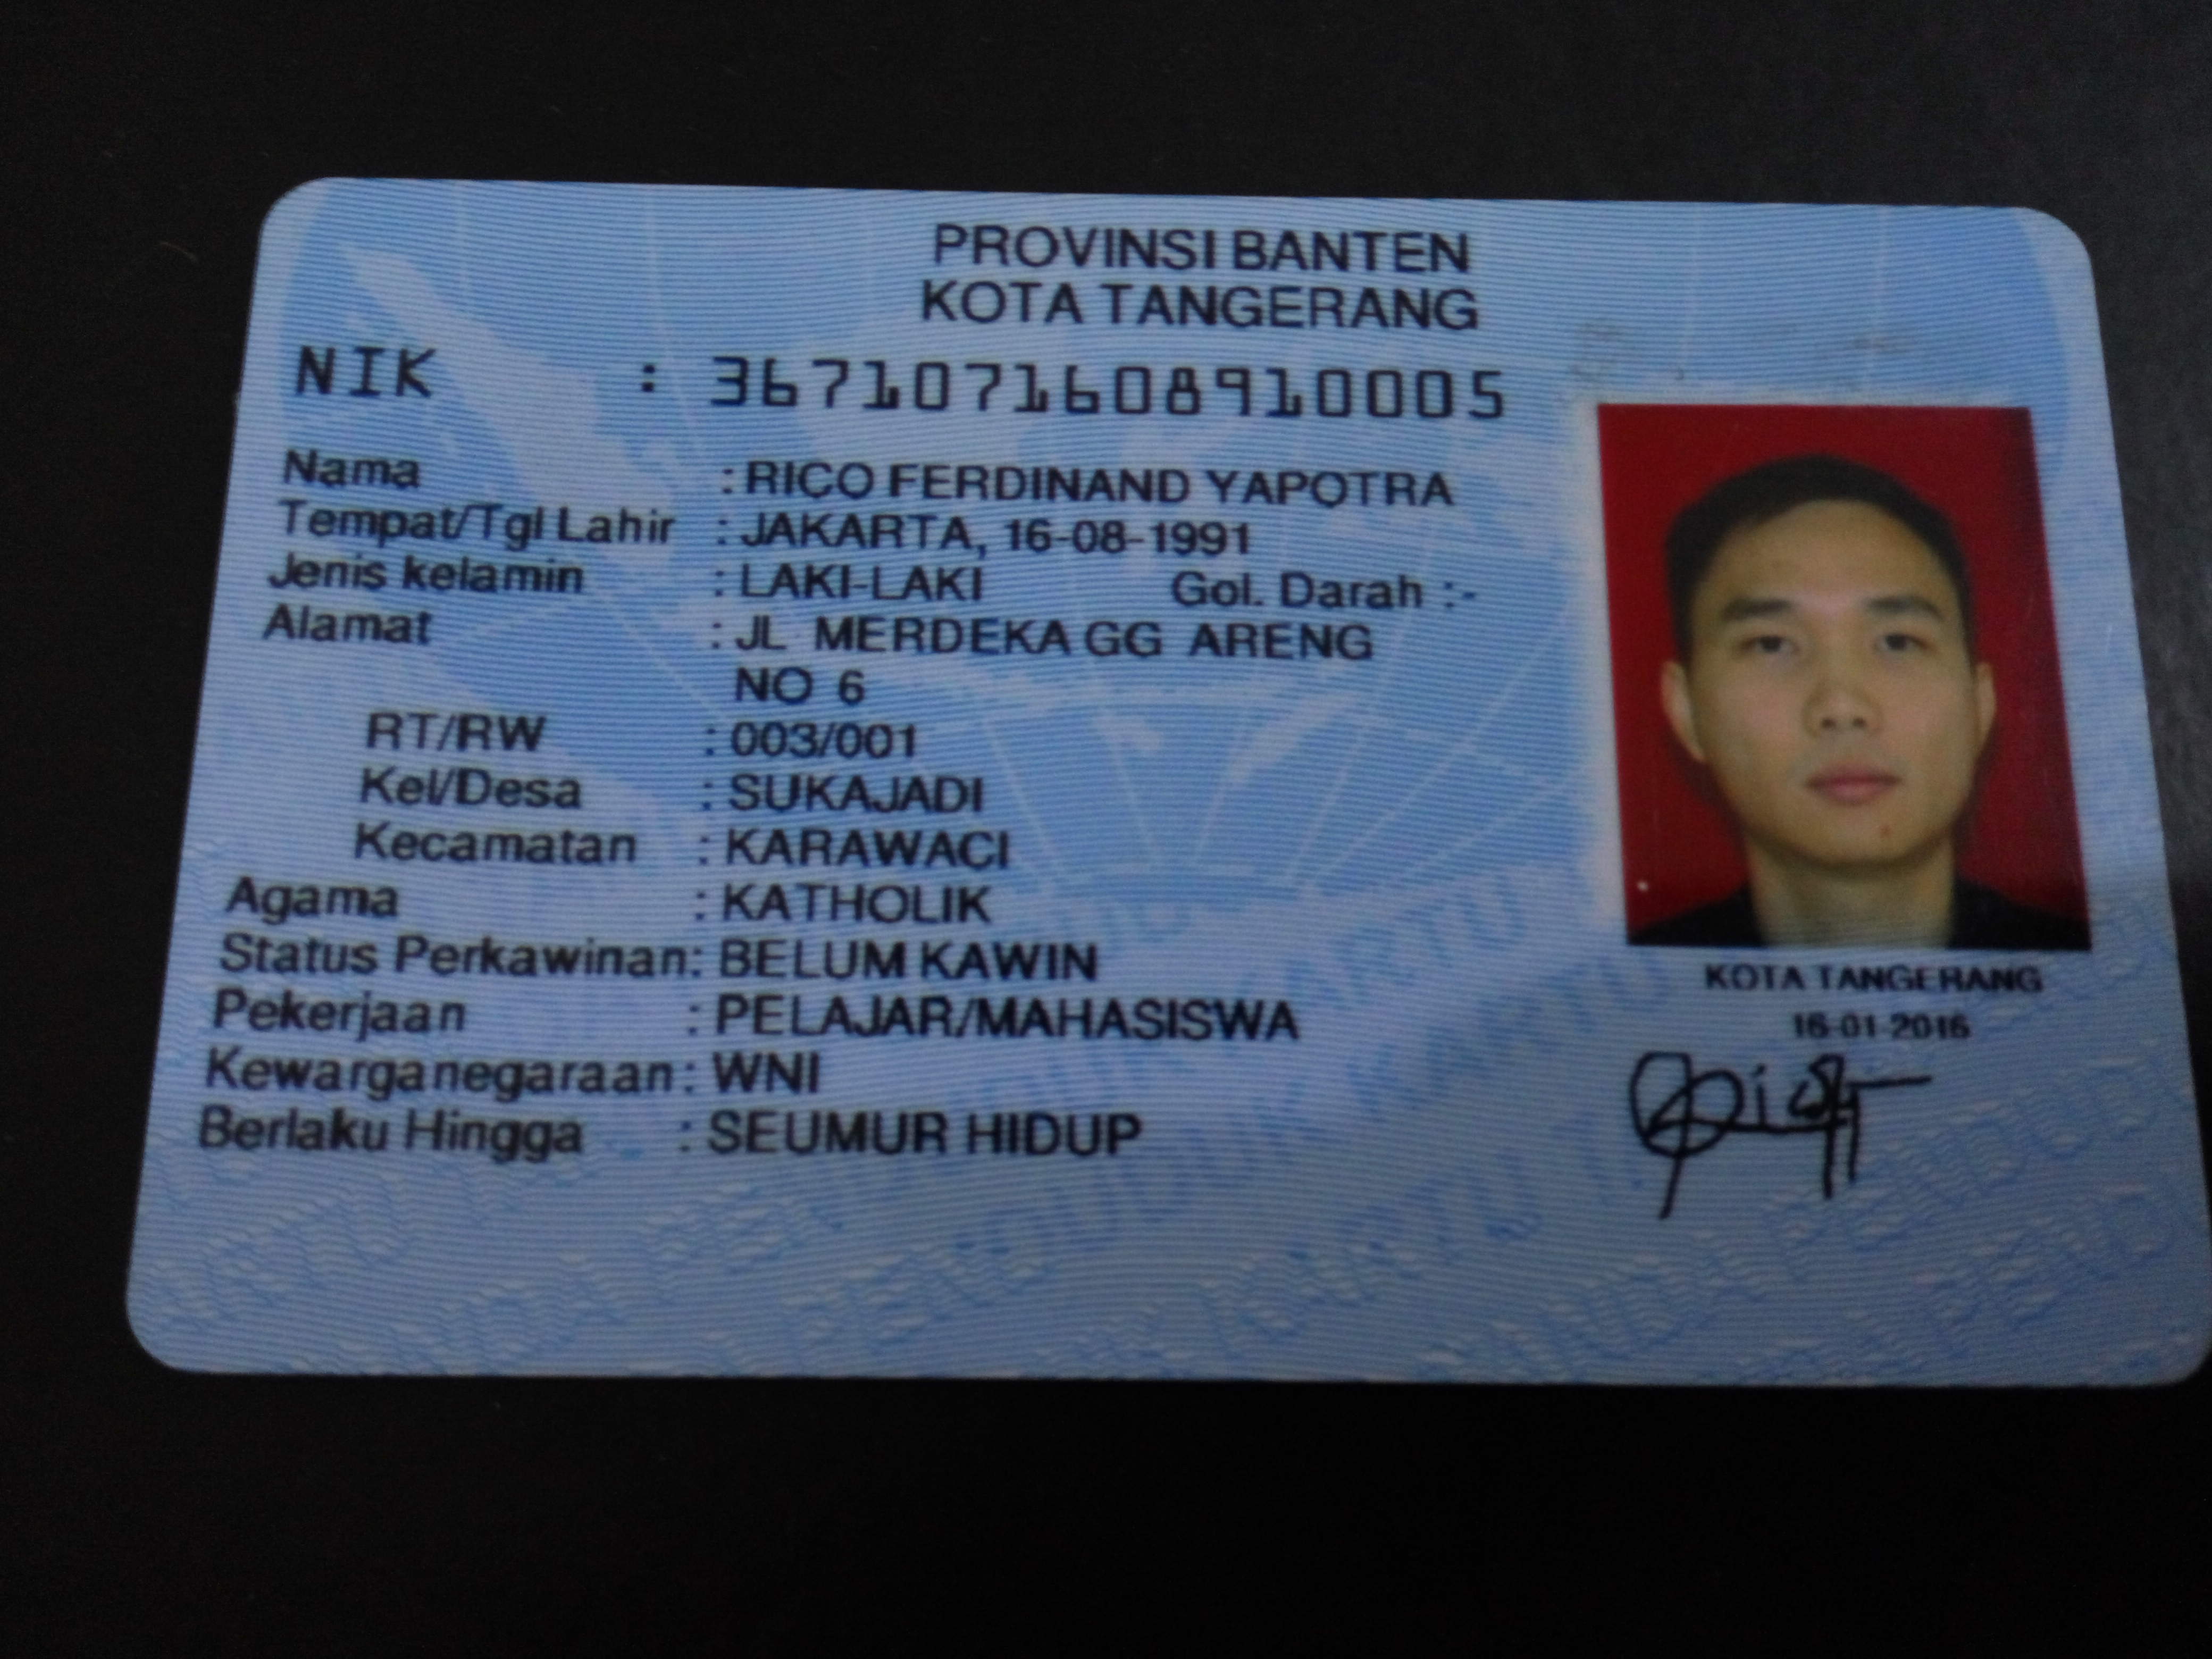 PROVINSI BANTEN
KOTA TANGERANG
NIK : 3671071608910005
Nama : RICO FERDINAND YAPOTRA
Tempat/Tgl Lahir : JAKARTA, 16-08-1991
Jenis kelamin : LAKI-LAKI Gol. Darah :-
Alamat : JL MERDEKA GG ARENG
NO 6
RT/RW : 003/001
Kel/Desa : SUKAJADI
Kecamatan : KARAWACI
Agama : KATHOLIK
Status Perkawinan: BELUM KAWIN
Pekerjaan : PELAJAR/MAHASISWA
Kewarganegaraan: WNI
Berlaku Hingga : SEUMUR HIDUP
KOTA TANGERANG
16-01-2016